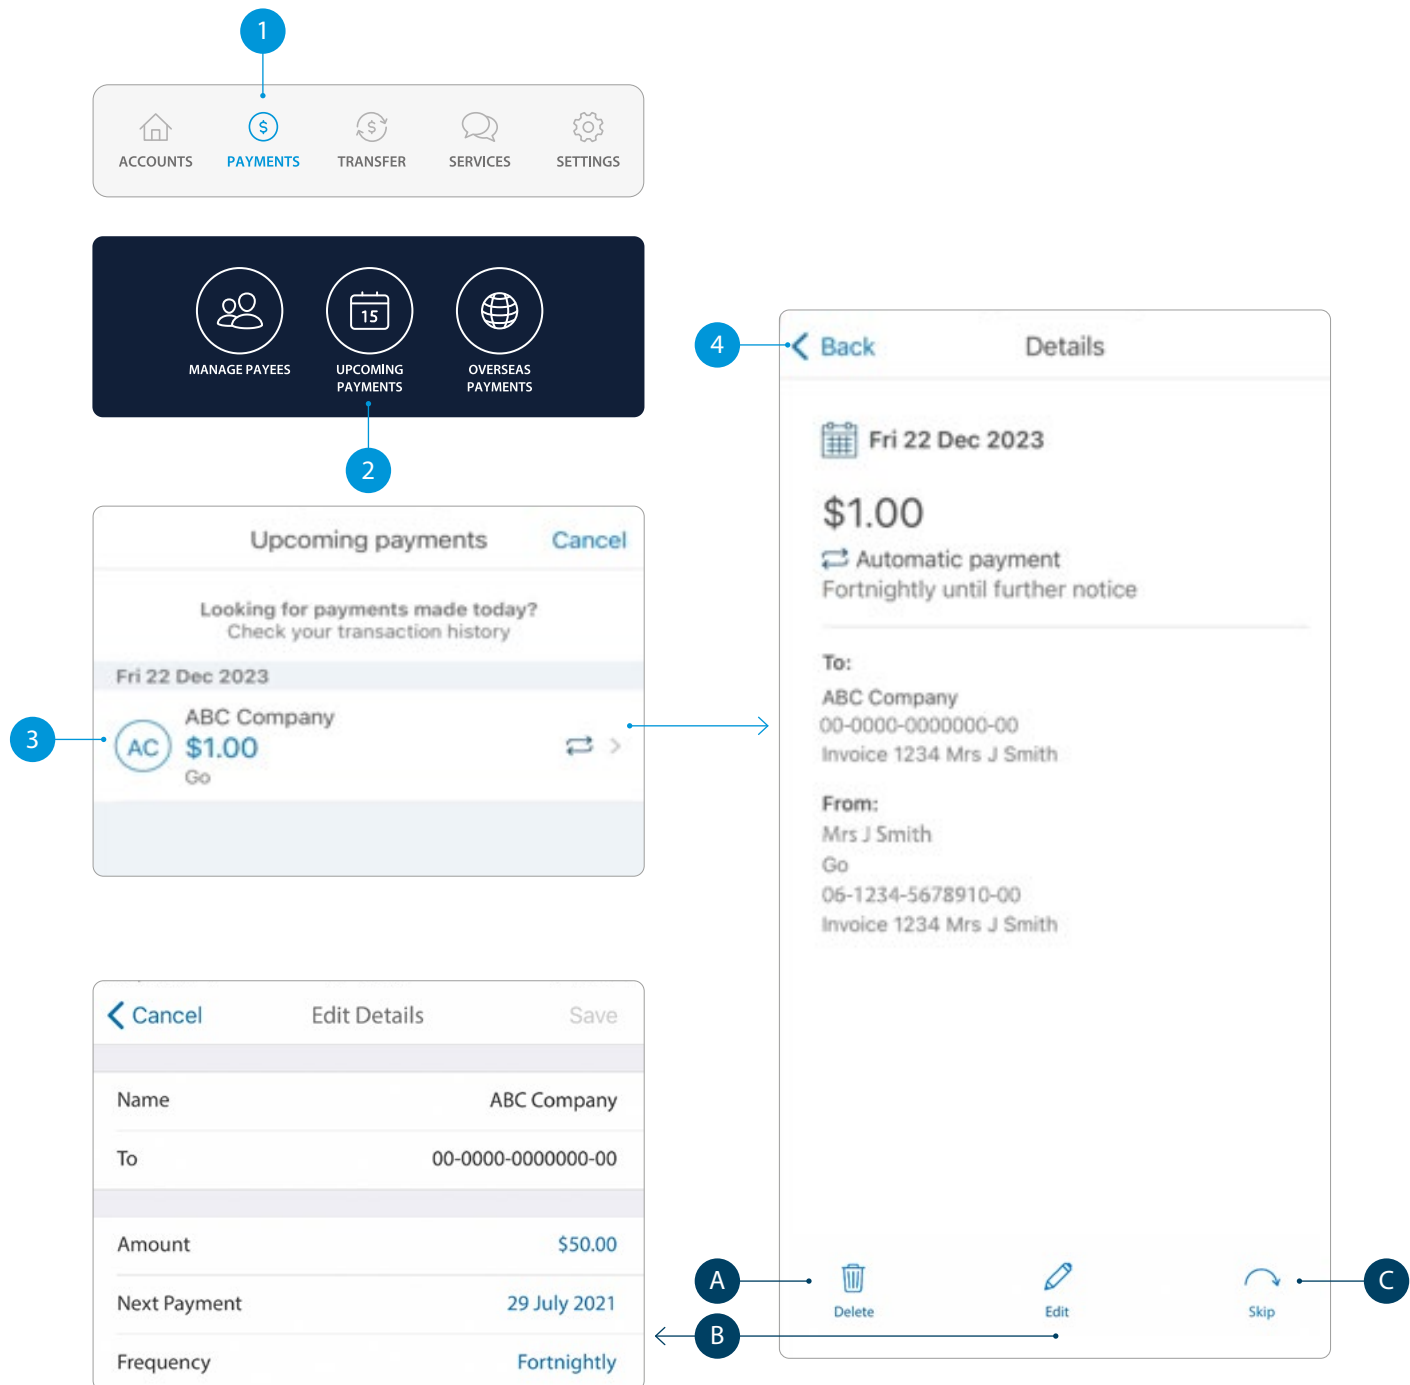 1
ACCOUNTS PAYMENTS TRANSFER SERVICES SETTINGS
15
MANAGE PAYEES UPCOMING PAYMENTS OVERSEAS PAYMENTS
2
Upcoming payments Cancel
Looking for payments made today?
Check your transaction history
Fri 22 Dec 2023
3
AC
ABC Company
$1.00
Go
4
Back Details
Fri 22 Dec 2023
$1.00
Automatic payment
Fortnightly until further notice
To:
ABC Company
00-0000-0000000-00
Invoice 1234 Mrs J Smith
From:
Mrs J Smith
Go
06-1234-5678910-00
Invoice 1234 Mrs J Smith
A
Delete Edit Skip
C
B
Cancel Edit Details Save
Name ABC Company
To 00-0000-0000000-00
Amount $50.00
Next Payment 29 July 2021
Frequency Fortnightly